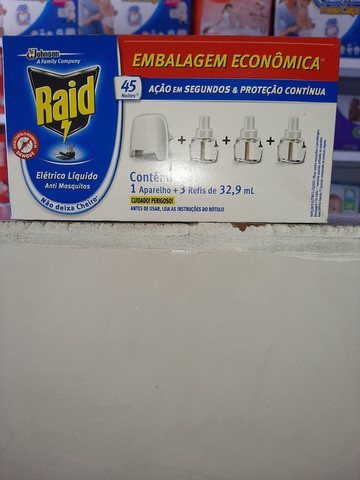 SC Johnson
A Family Company
Raid
DENGUE
Elétrico Líquido
Anti Mosquitos
Não deixa Cheiro
EMBALAGEM ECONÔMICA
45
Noites
AÇÃO EM SEGUNDOS & PROTEÇÃO CONTÍNUA
+ + +
Contém
1 Aparelho + 3 Refis de 32,9 mL
CUIDADO! PERIGOSO!
ANTES DE USAR, LEIA AS INSTRUÇÕES DO RÓTULO